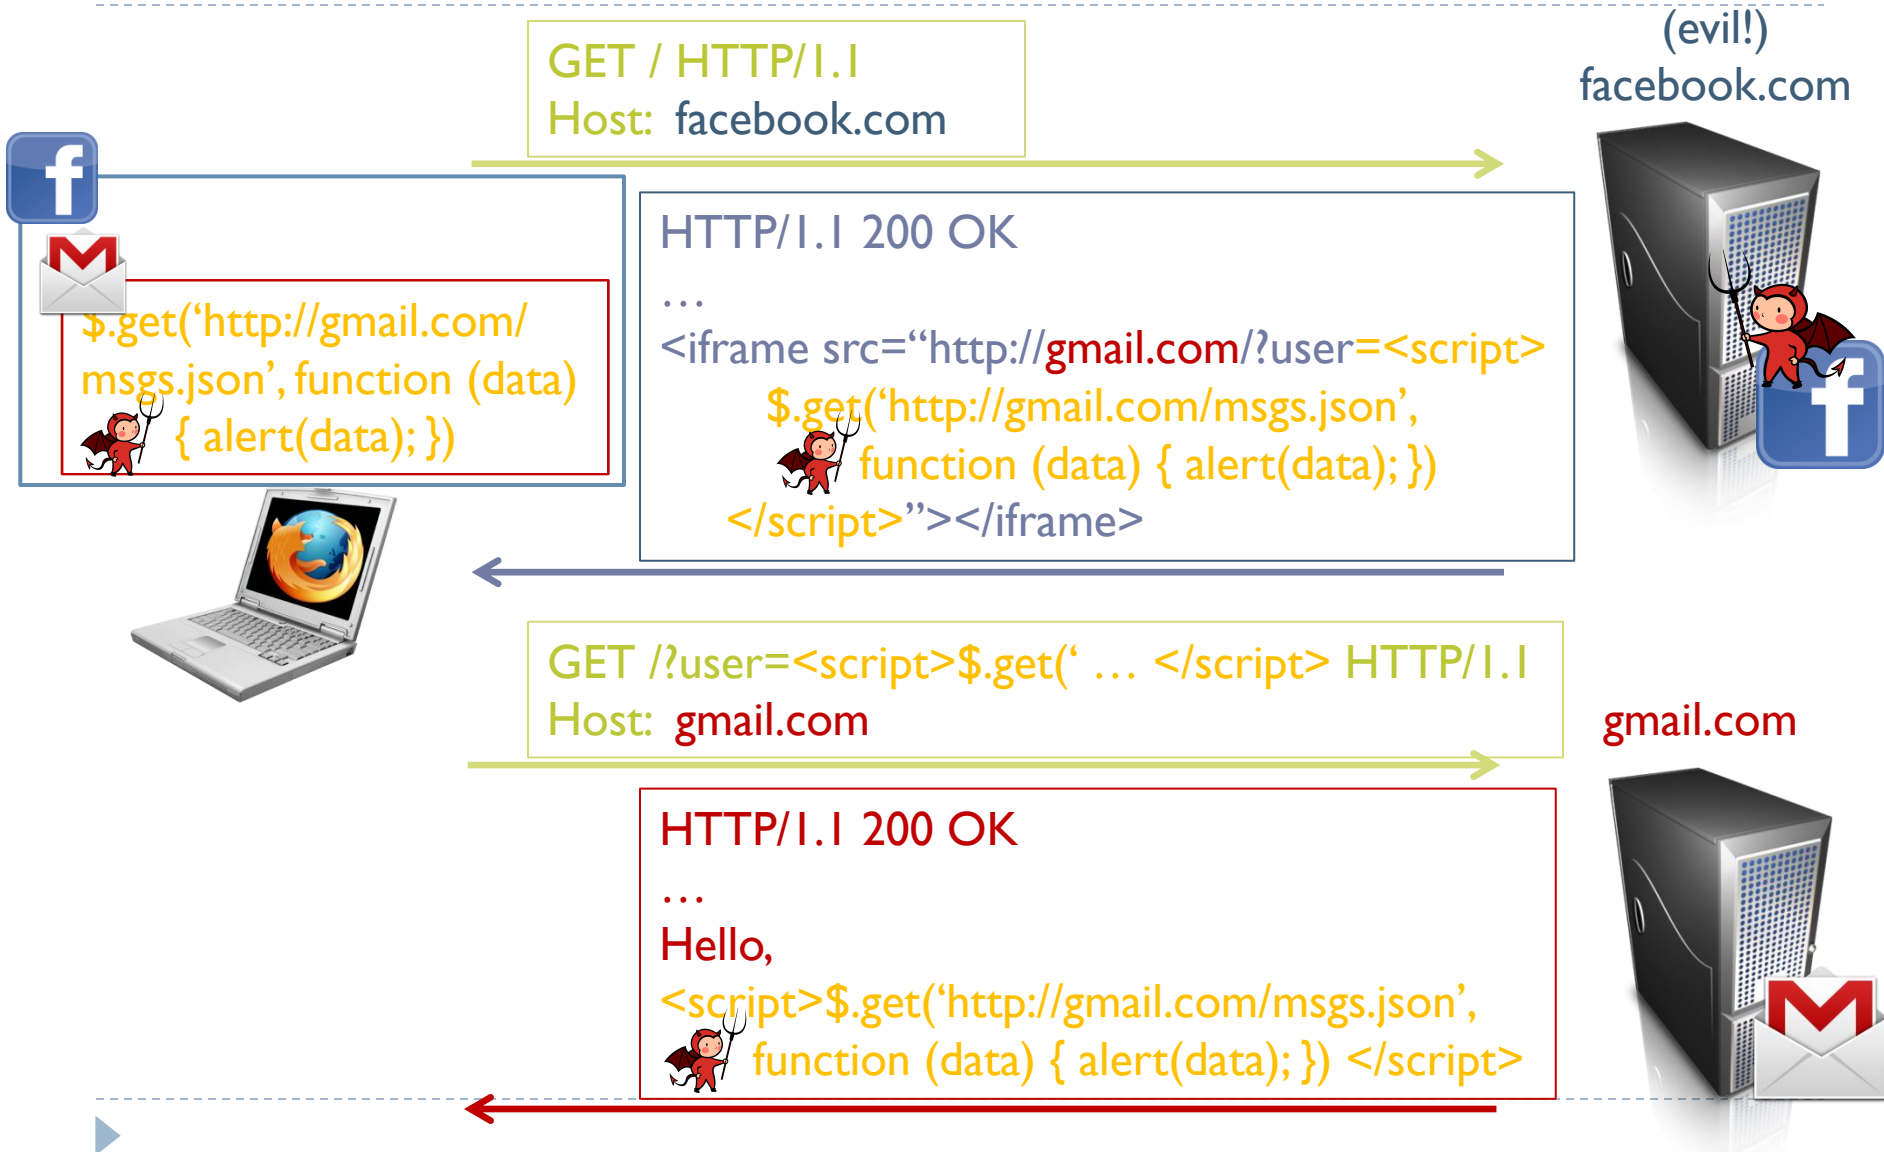 (evil!)
facebook.com
GET / HTTP/1.1
Host: facebook.com
$.get(‘http://gmail.com/
msgs.json’, function (data)
{ alert(data); })
HTTP/1.1 200 OK
…
<iframe src=“http://gmail.com/?user=<script>
$.get(‘http://gmail.com/msgs.json’,
function (data) { alert(data); })
</script>”></iframe>
GET /?user=<script>$.get(‘ … </script> HTTP/1.1
Host: gmail.com
gmail.com
HTTP/1.1 200 OK
…
Hello,
<script>$.get(‘http://gmail.com/msgs.json’,
function (data) { alert(data); }) </script>